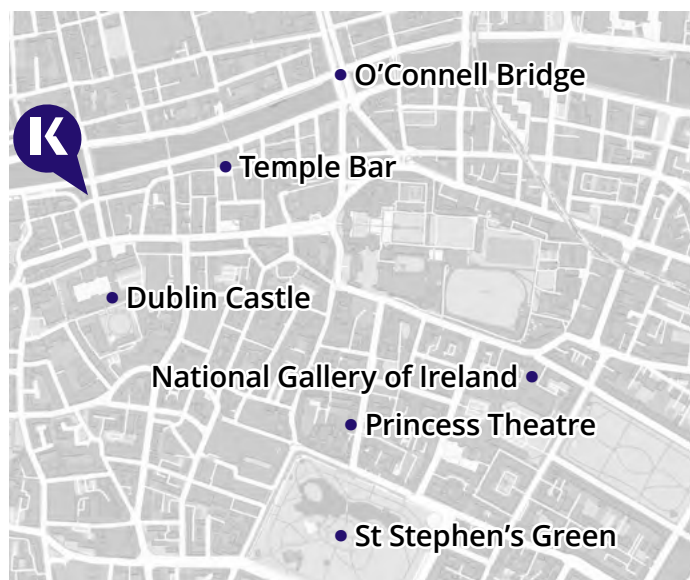 O'Connell Bridge
K
Temple Bar
Dublin Castle
National Gallery of Ireland
Princess Theatre
St Stephen's Green